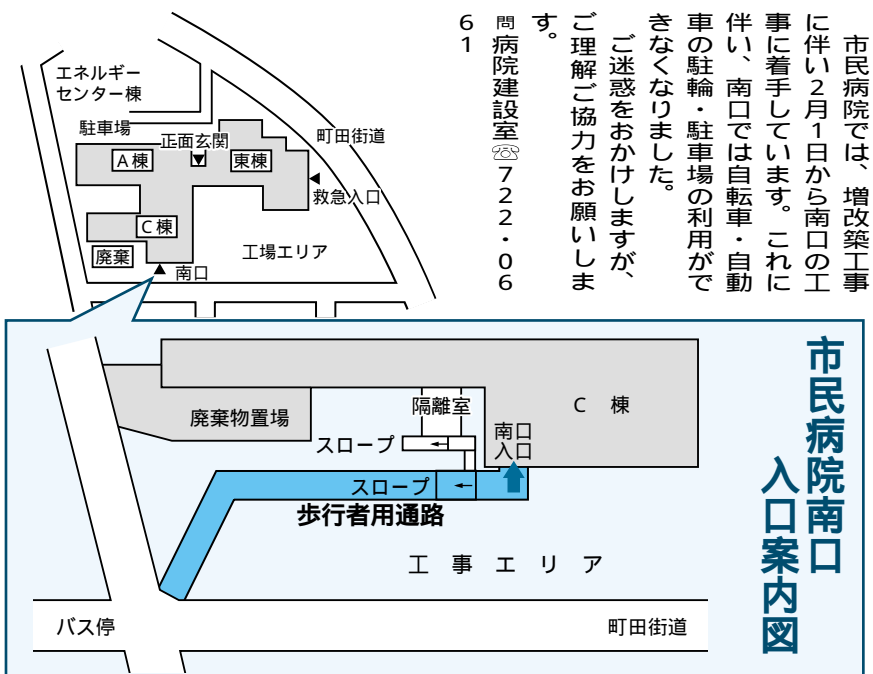 市民病院では、増改築工事
に伴い2月1日から南口の工
事に着手しています。これに
伴い、南口では自転車・自動
車の駐輪・駐車場の利用がで
きなくなりました。
ご迷惑をおかけしますが、
ご理解ご協力をお願いしま
す。
問病院建設室☏722・06
61
エネルギー
センター棟
駐車場
正面玄関
町田街道
A棟
東棟
救急入口
C棟
廃棄
工場エリア
南口
市民病院南口
入口案内図
廃棄物置場
隔離室
C 棟
南口
入口
スロープ
スロープ
歩行者用通路
工事エリア
バス停
町田街道